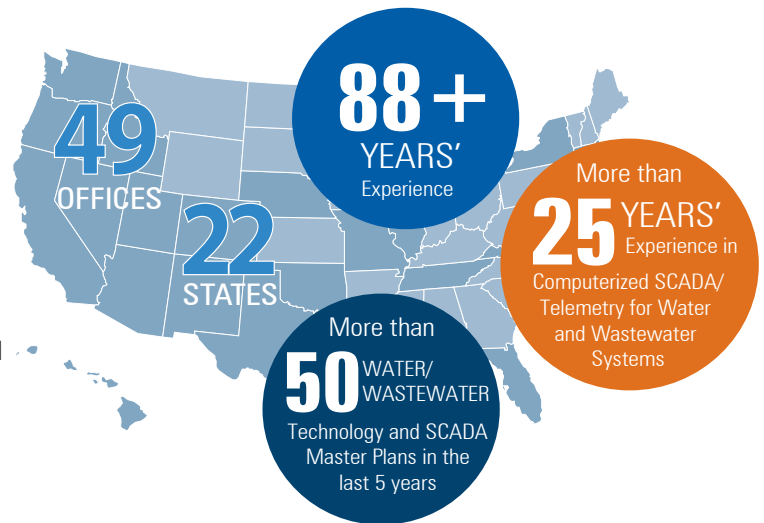 49
OFFICES
22
STATES
88+
YEARS’
Experience
More than
25 YEARS’
Experience in
Computerized SCADA/
Telemetry for Water
and Wastewater
Systems
More than
50 WATER/
WASTEWATER
Technology and SCADA
Master Plans in the
last 5 years